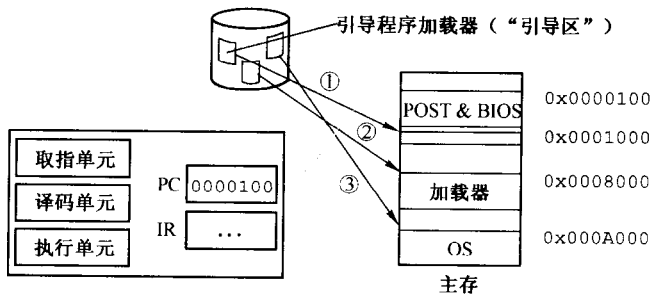 引导程序加载器（“引导区”）
①
②
③
POST & BIOS
加载器
OS
主存
0x0000100
0x0001000
0x0008000
0x000A000
取指单元
译码单元
执行单元
PC
0000100
IR
...